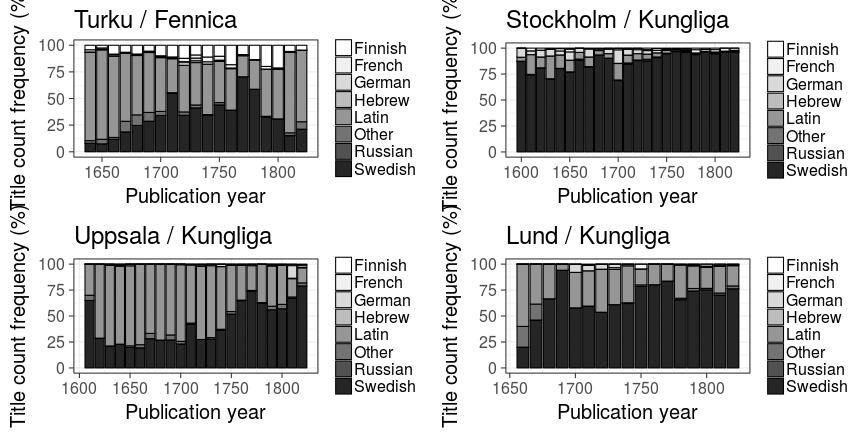 Turku / Fennica
Title count frequency (%
100
75
50
25
0
1650 1700 1750 1800
Publication year
Finnish
French
German
Hebrew
Latin
Other
Russian
Swedish
Stockholm / Kungliga
Title count frequency (%
100
75
50
25
0
1600 1650 1700 1750 1800
Publication year
Finnish
French
German
Hebrew
Latin
Other
Russian
Swedish
Uppsala / Kungliga
Title count frequency (%)
100
75
50
25
0
1600 1650 1700 1750 1800
Publication year
Finnish
French
German
Hebrew
Latin
Other
Russian
Swedish
Lund / Kungliga
Title count frequency (%)
100
75
50
25
0
1650 1700 1750 1800
Publication year
Finnish
French
German
Hebrew
Latin
Other
Russian
Swedish